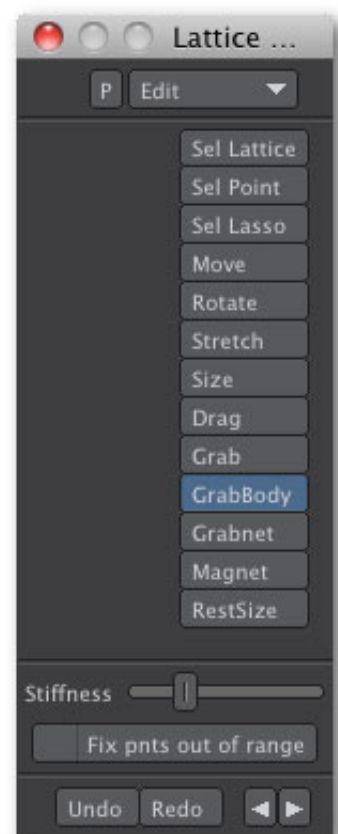 Lattice ...
P Edit
Sel Lattice
Sel Point
Sel Lasso
Move
Rotate
Stretch
Size
Drag
Grab
GrabBody
Grabnet
Magnet
RestSize
Stiffness
Fix pnts out of range
Undo Redo